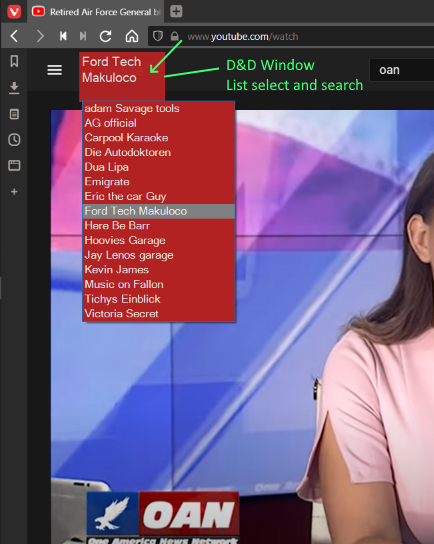 Retired Air Force General bl
www.youtube.com/watch
Ford Tech
Makuloco
D&D Window
List select and search
oan
adam Savage tools
AG official
Carpool Karaoke
Die Autodoktoren
Dua Lipa
Emigrate
Eric the car Guy
Ford Tech Makuloco
Here Be Barr
Hoovies Garage
Jay Lenos garage
Kevin James
Music on Fallon
Tichys Einblick
Victoria Secret
OAN
One America News Network